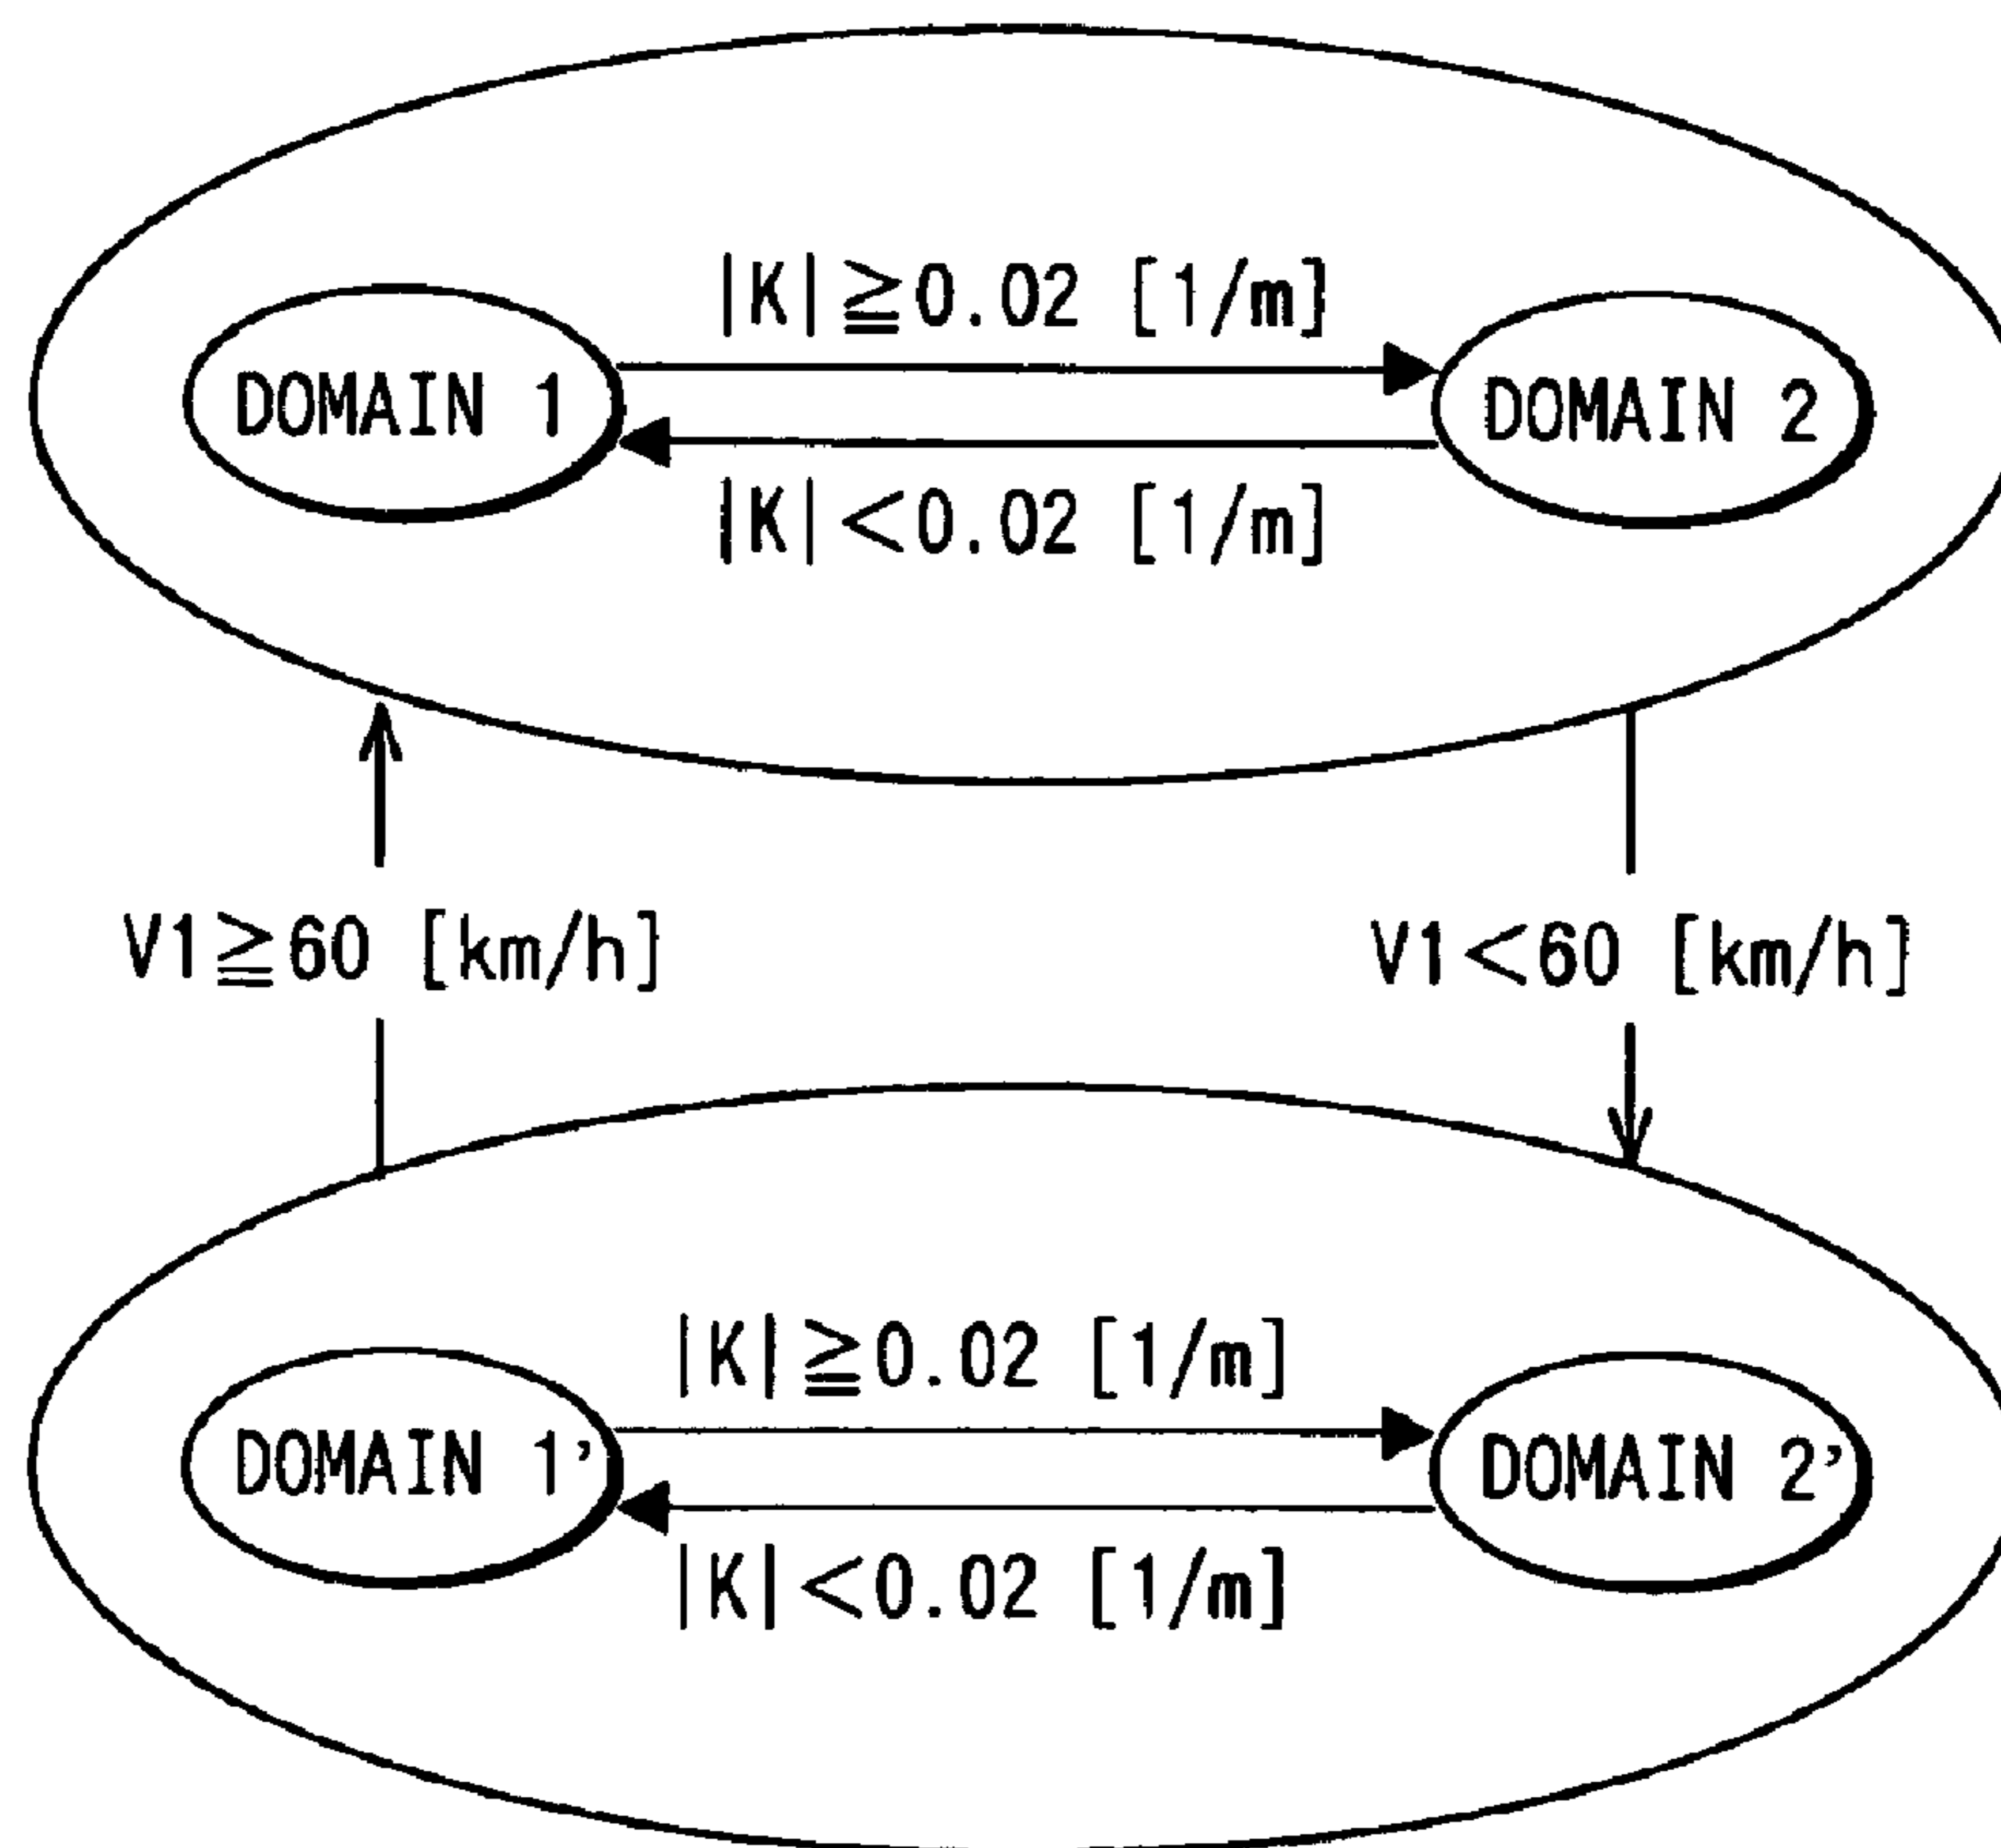 |K|≧0.02 [1/m]
DOMAIN 1
DOMAIN 2
|K|<0.02 [1/m]
V1≧60 [km/h]
V1<60 [km/h]
|K|≧0.02 [1/m]
DOMAIN 1’
DOMAIN 2’
|K|<0.02 [1/m]